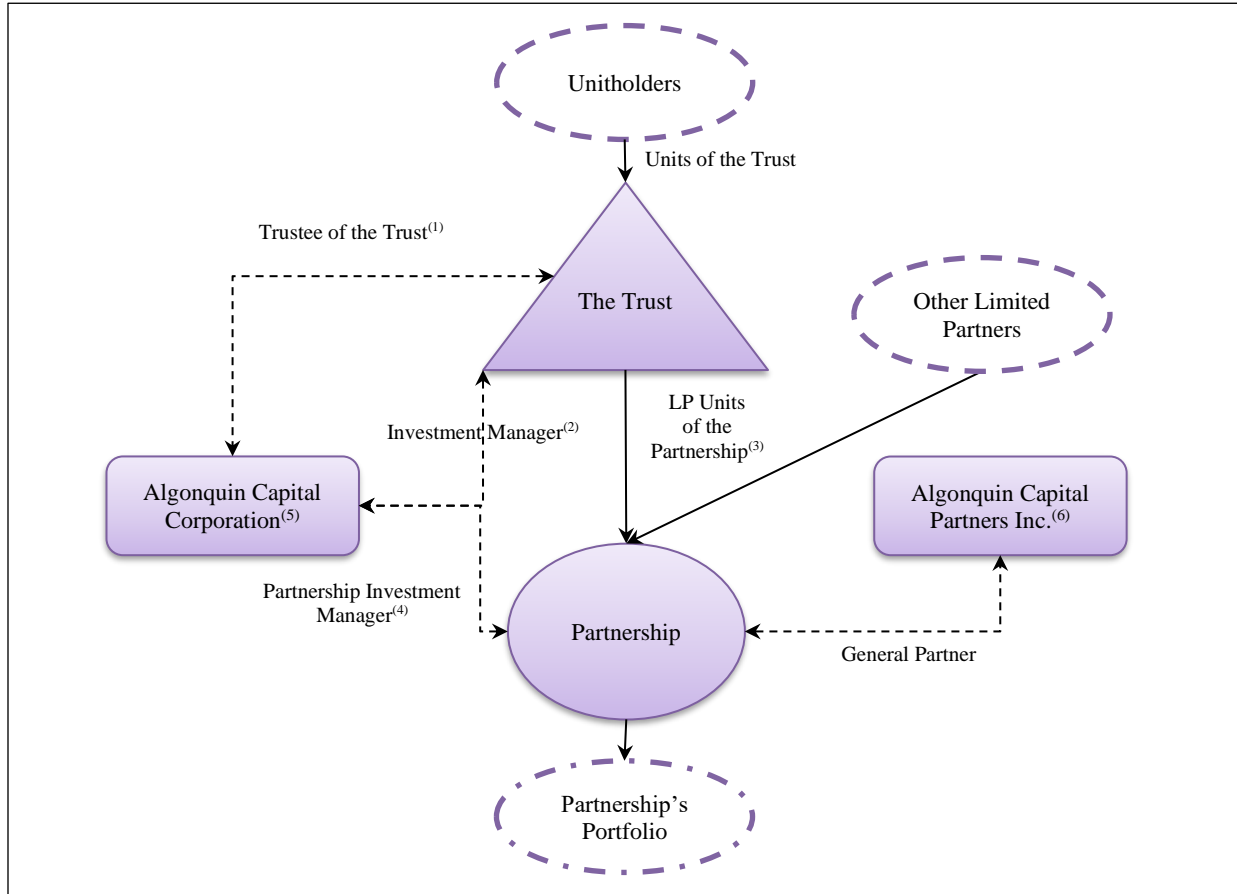 Unitholders
Units of the Trust
Trustee of the Trust(1)
The Trust
Other Limited
Partners
Investment Manager(2)
LP Units
of the
Partnership(3)
Algonquin Capital
Corporation(5)
Algonquin Capital
Partners Inc.(6)
Partnership Investment
Manager(4)
Partnership
General Partner
Partnership’s
Portfolio